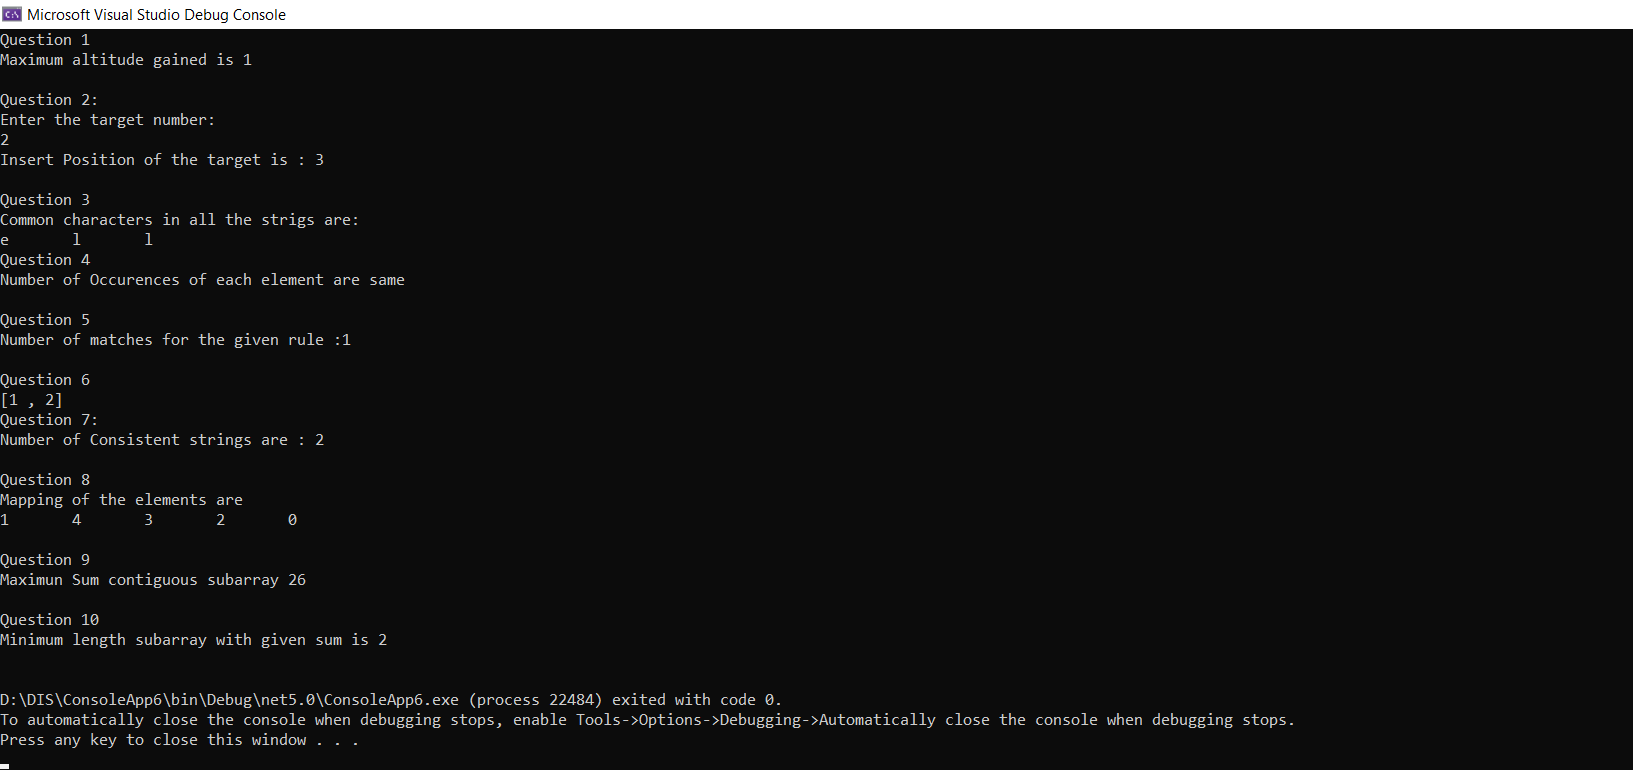 Microsoft Visual Studio Debug Console
Question 1
Maximum altitude gained is 1
Question 2:
Enter the target number:
2
Insert Position of the target is : 3
Question 3
Common characters in all the strigs are:
e l l
Question 4
Number of Occurences of each element are same
Question 5
Number of matches for the given rule :1
Question 6
[1 , 2]
Question 7:
Number of Consistent strings are : 2
Question 8
Mapping of the elements are
1 4 3 2 0
Question 9
Maximun Sum contiguous subarray 26
Question 10
Minimum length subarray with given sum is 2
D:\DIS\ConsoleApp6\bin\Debug\net5.0\ConsoleApp6.exe (process 22484) exited with code 0.
To automatically close the console when debugging stops, enable Tools->Options->Debugging->Automatically close the console when debugging stops.
Press any key to close this window . . .